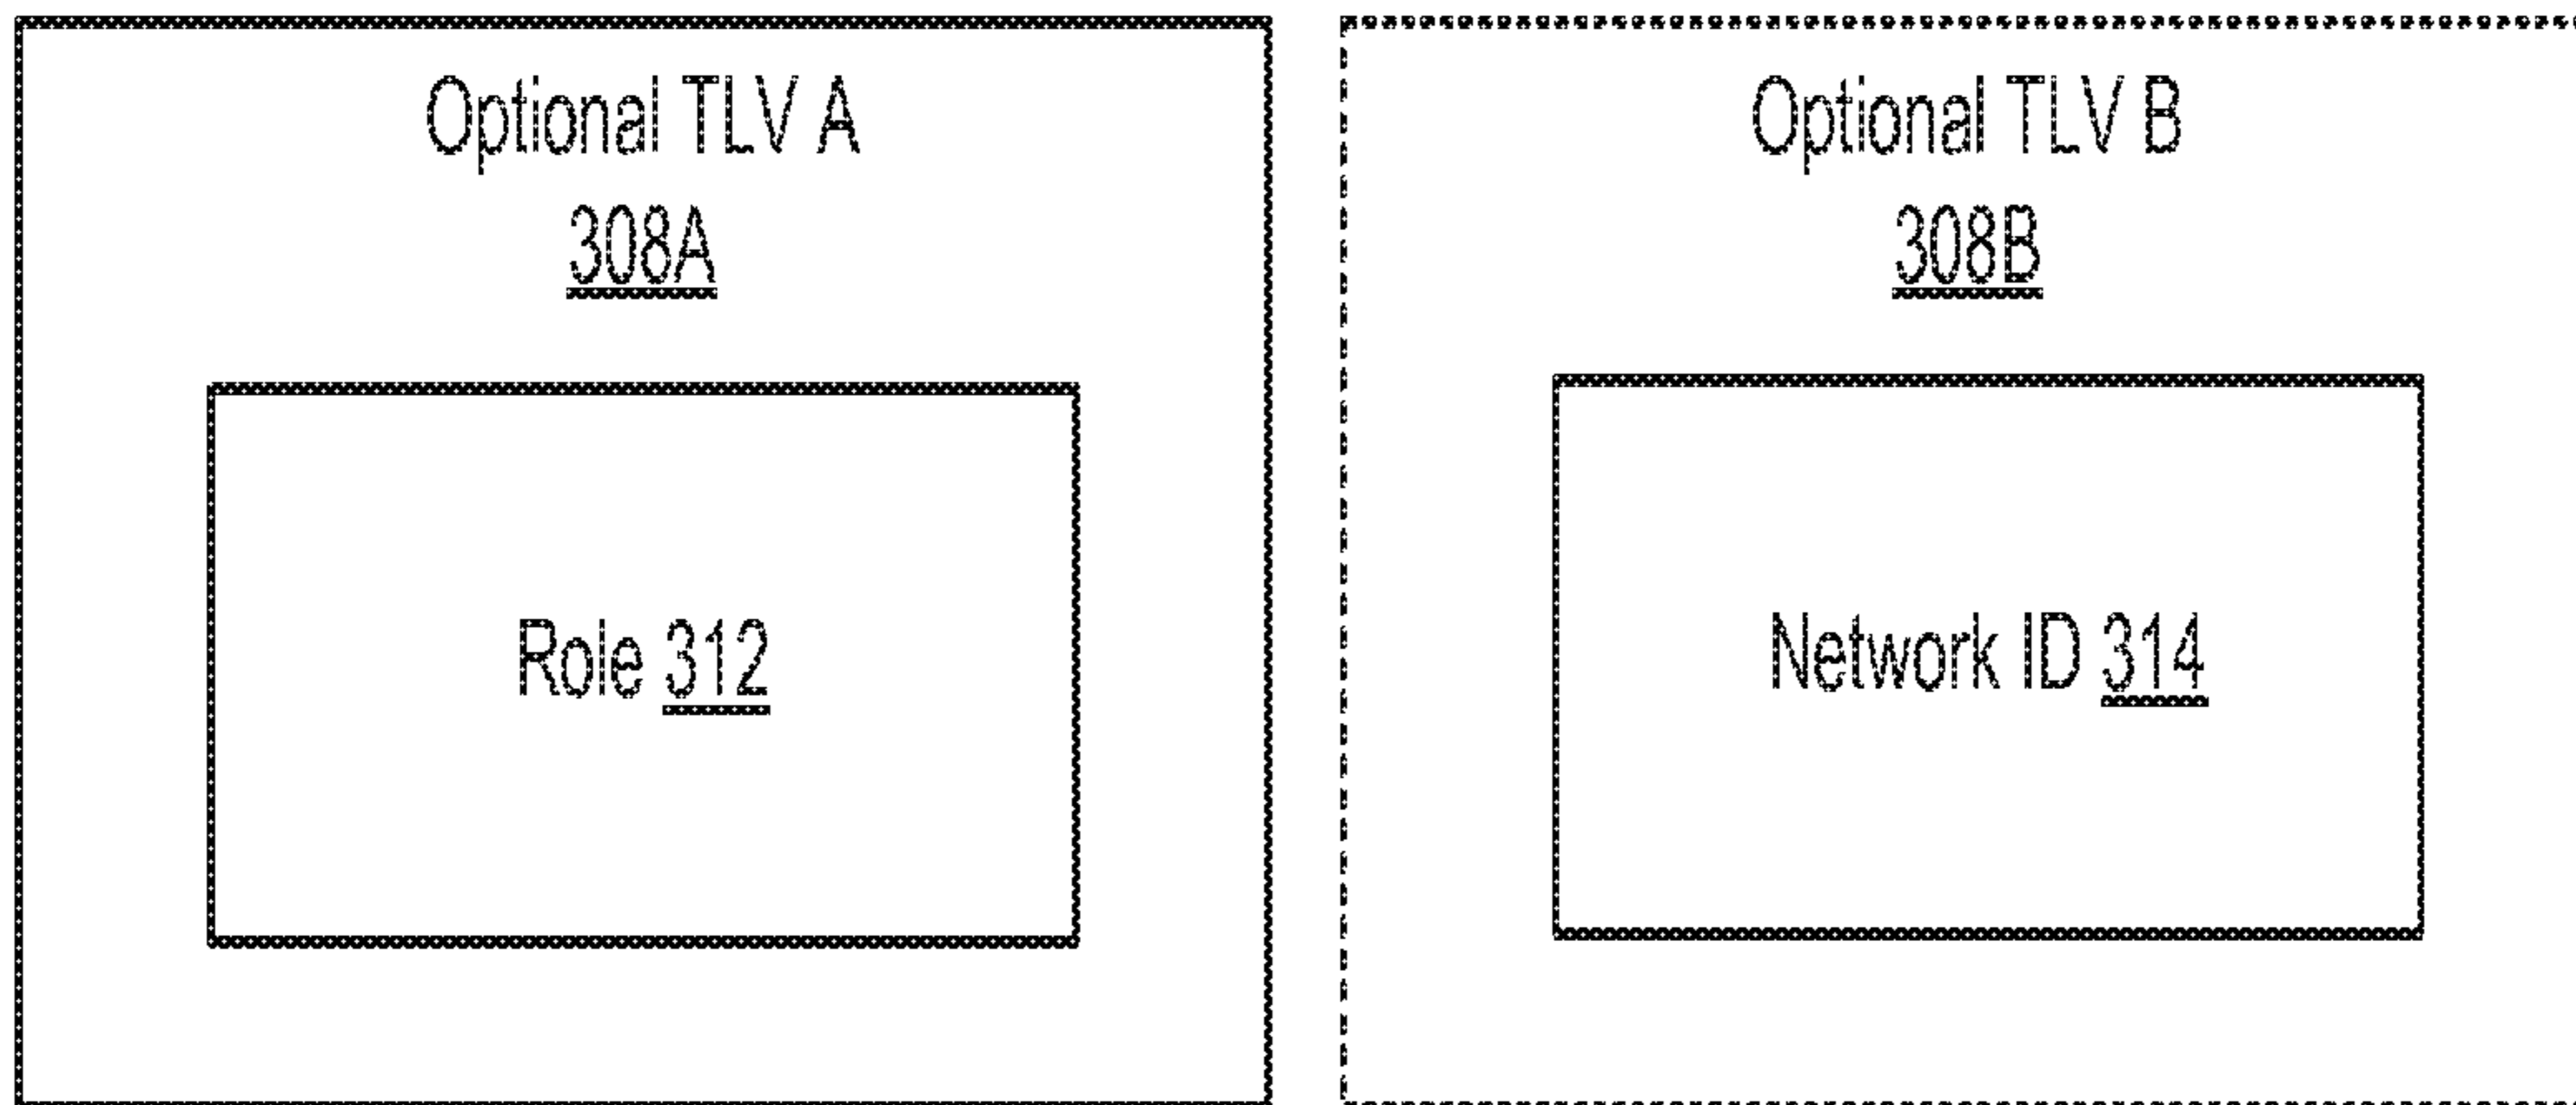 Optional TLV A
308A
Role 312
Optional TLV B
308B
Network ID 314